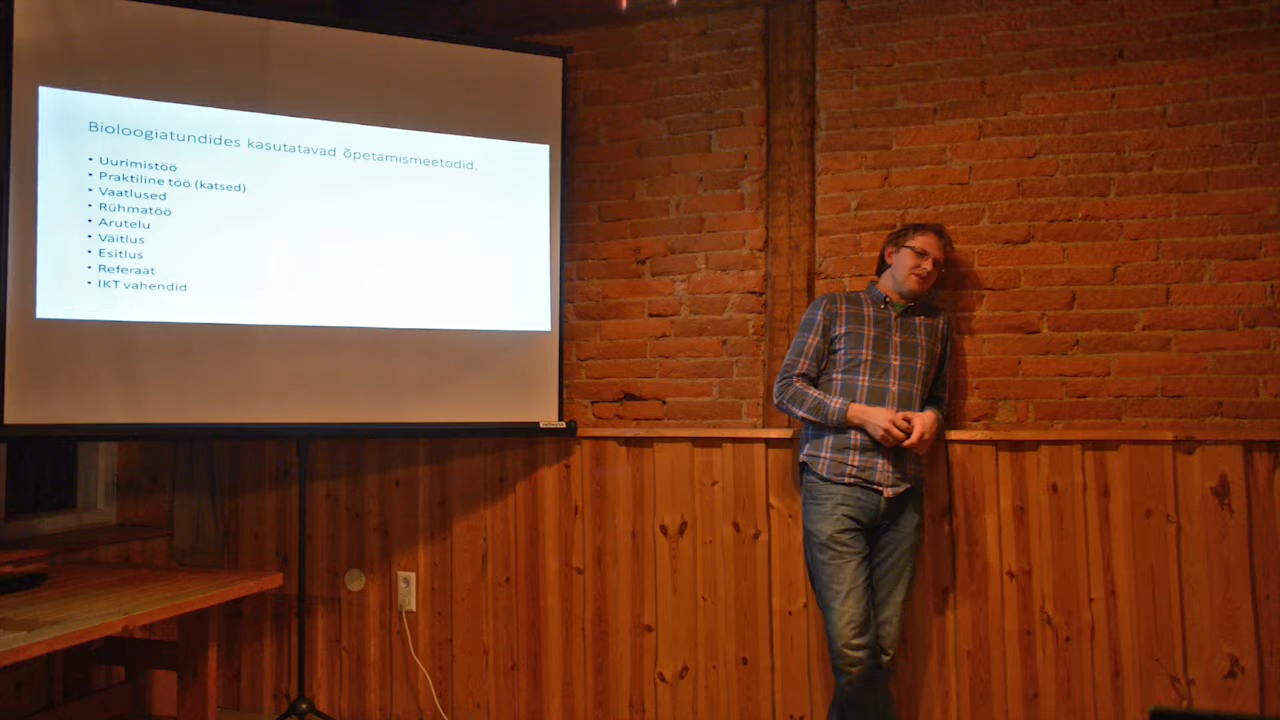 Bioloogiatundides kasutatavad õpetamismeetodid.
• Uurimistöö
• Praktiline töö (katsed)
• Vaatlused
• Rühmatöö
• Arutelu
• Väitlus
• Esitlus
• Referaat
• IKT vahendid